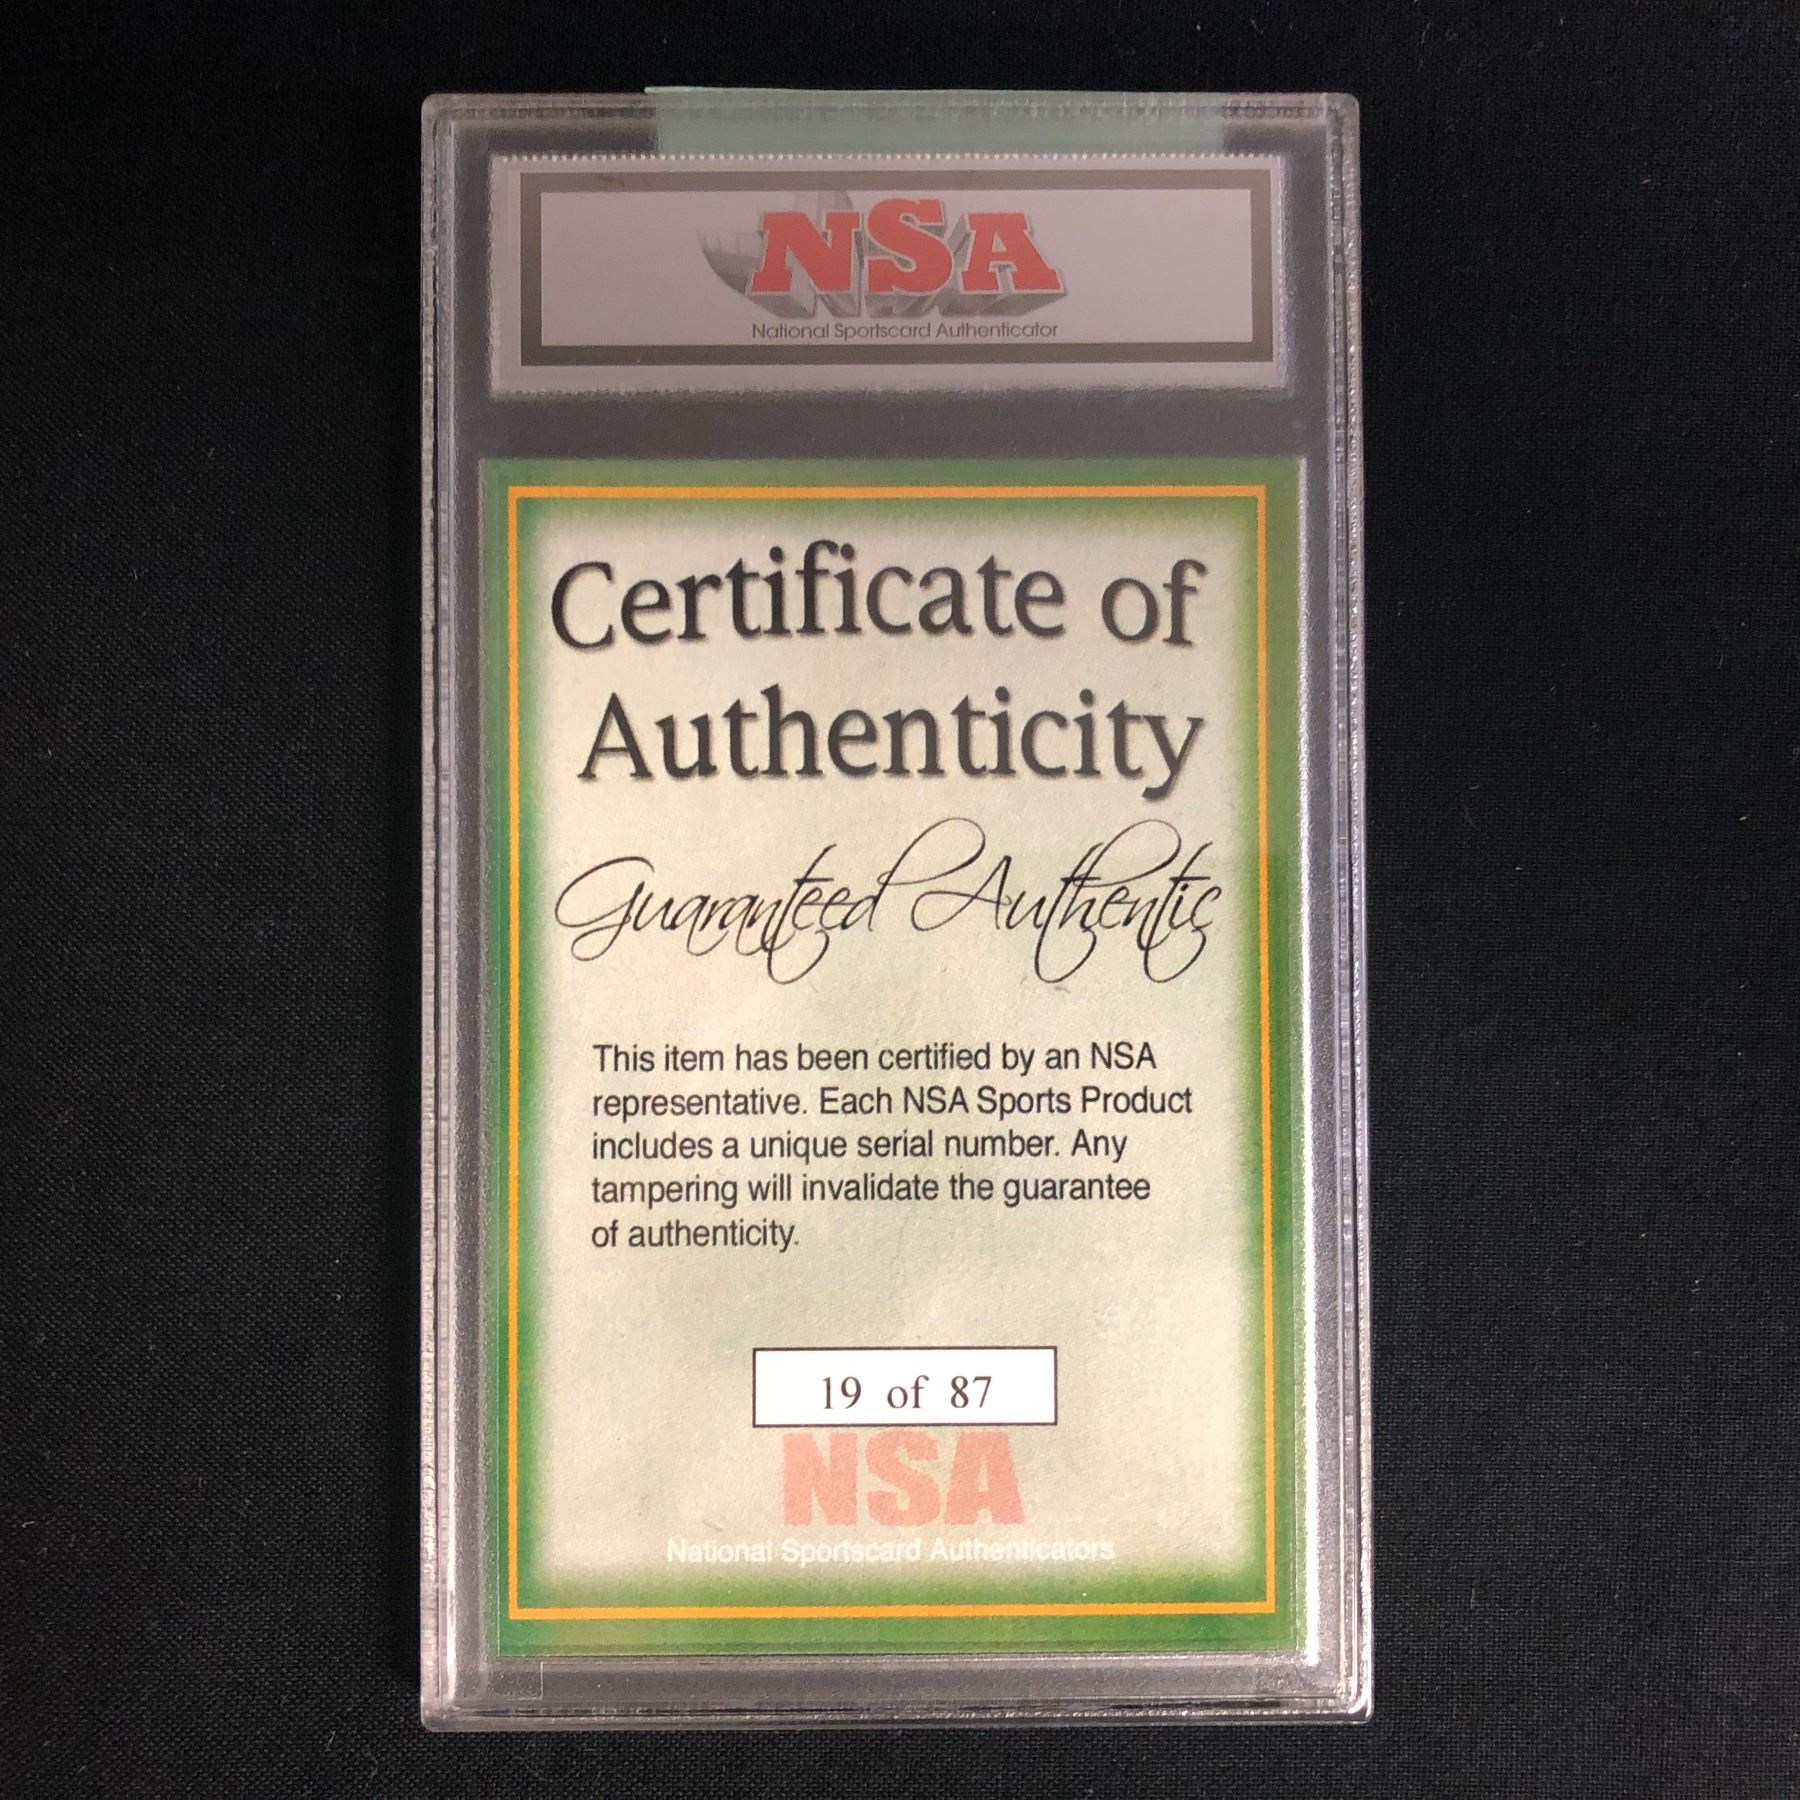 NSA
National Sportscard Authenticator
Certificate of
Authenticity
Guaranteed Authentic
This item has been certified by an NSA
representative. Each NSA Sports Product
includes a unique serial number. Any
tampering will invalidate the guarantee
of authenticity.
19 of 87
NSA
National Sportscard Authenticators